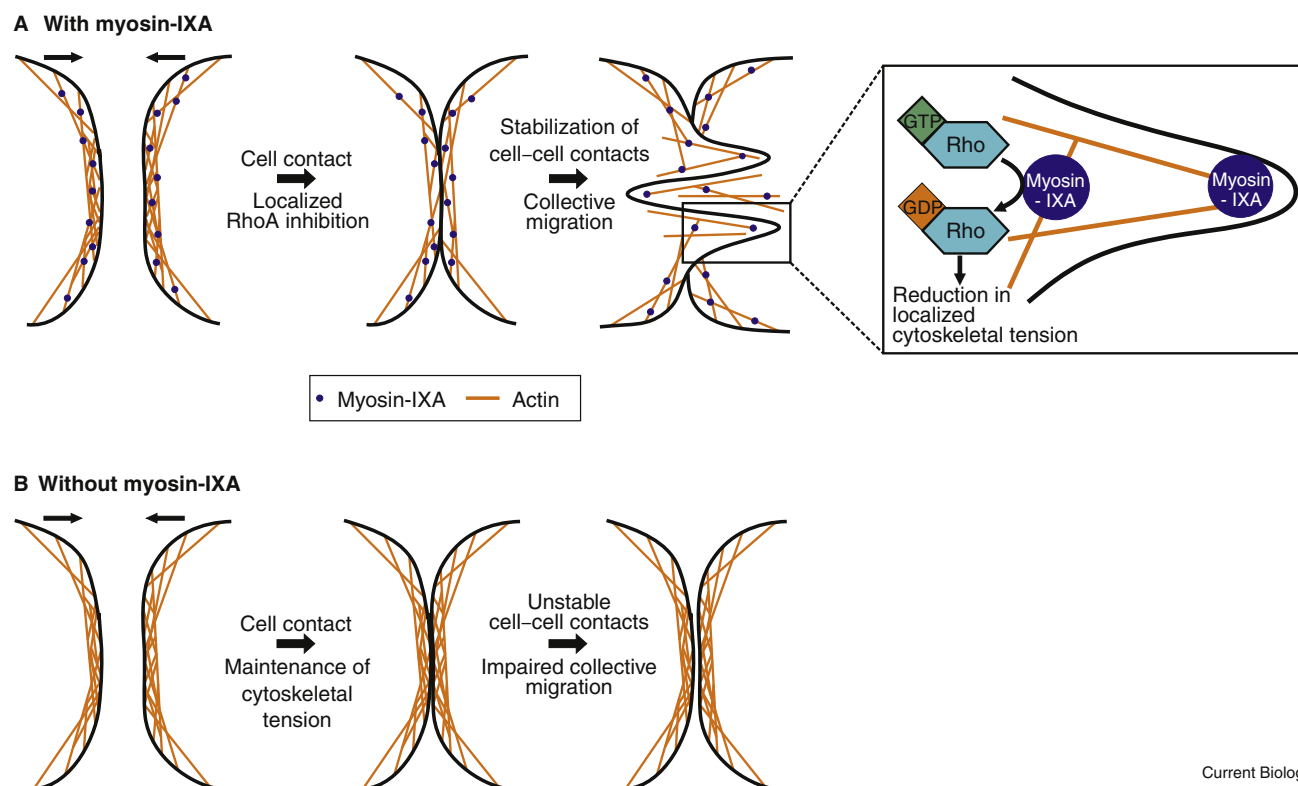 A With myosin-IXA
Cell contact
Localized
RhoA inhibition
Stabilization of
cell–cell contacts
Collective
migration
GTP
Rho
Myosin
- IXA
Myosin
- IXA
GDP
Rho
Reduction in
localized
cytoskeletal tension
Myosin-IXA
Actin
B Without myosin-IXA
Cell contact
Maintenance of
cytoskeletal
tension
Unstable
cell–cell contacts
Impaired collective
migration
Current